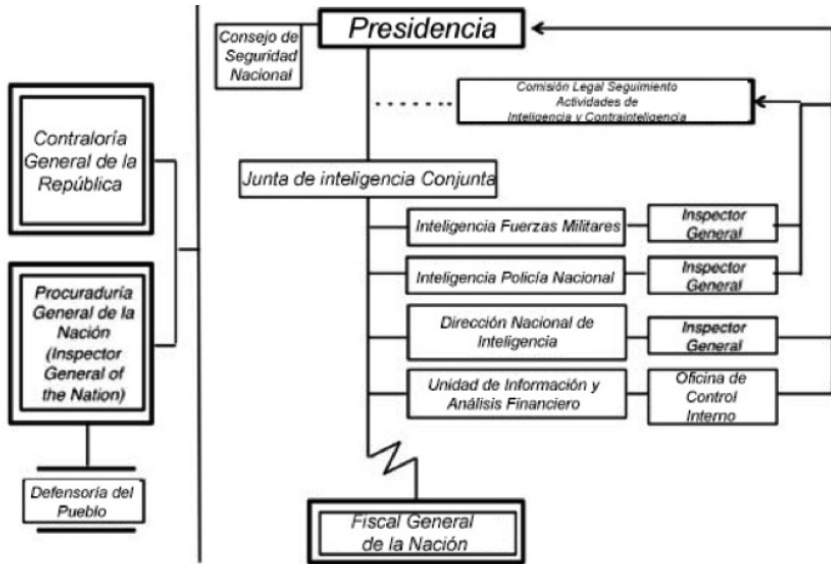 Presidencia
Consejo de
Seguridad
Nacional
Comisión Legal Seguimiento
Actividades de
Inteligencia y Contrainteligencia
Contraloría
General de la
República
Junta de inteligencia Conjunta
Inteligencia Fuerzas Militares
Inspector
General
Inteligencia Policía Nacional
Inspector
General
Procuraduría
General de la
Nación
(Inspector
General of
the Nation)
Dirección Nacional de
Inteligencia
Inspector
General
Unidad de Información y
Análisis Financiero
Oficina de
Control
Interno
Defensoría del
Pueblo
Fiscal General
de la Nación